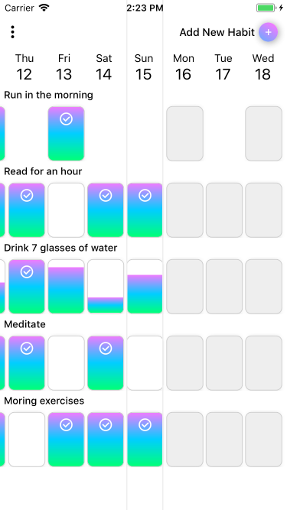 Carrier 2:23 PM
Add New Habit +
Thu Fri Sat Sun Mon Tue Wed
12 13 14 15 16 17 18
Run in the morning
Read for an hour
Drink 7 glasses of water
Meditate
Moring exercises